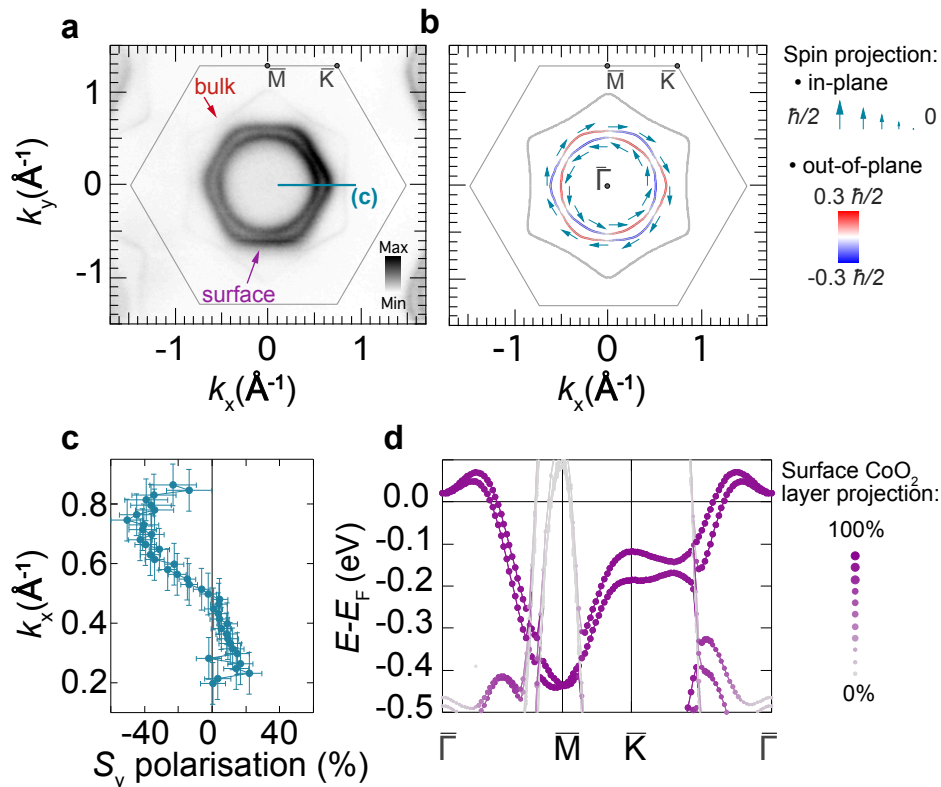 a
b
k_y(Å⁻¹)
1
0
-1
bulk
M̅
K̅
(c)
surface
Max
Min
-1
0
1
k_x(Å⁻¹)
M̅
K̅
Γ̅
-1
0
1
k_x(Å⁻¹)
Spin projection:
• in-plane
ħ/2
0
• out-of-plane
0.3 ħ/2
-0.3 ħ/2
c
k_x(Å⁻¹)
0.8
0.6
0.4
0.2
-40
0
40
S_y polarisation (%)
d
E-E_F (eV)
0.0
-0.1
-0.2
-0.3
-0.4
-0.5
Γ̅
M̅
K̅
Γ̅
Surface CoO₂
layer projection:
100%
0%